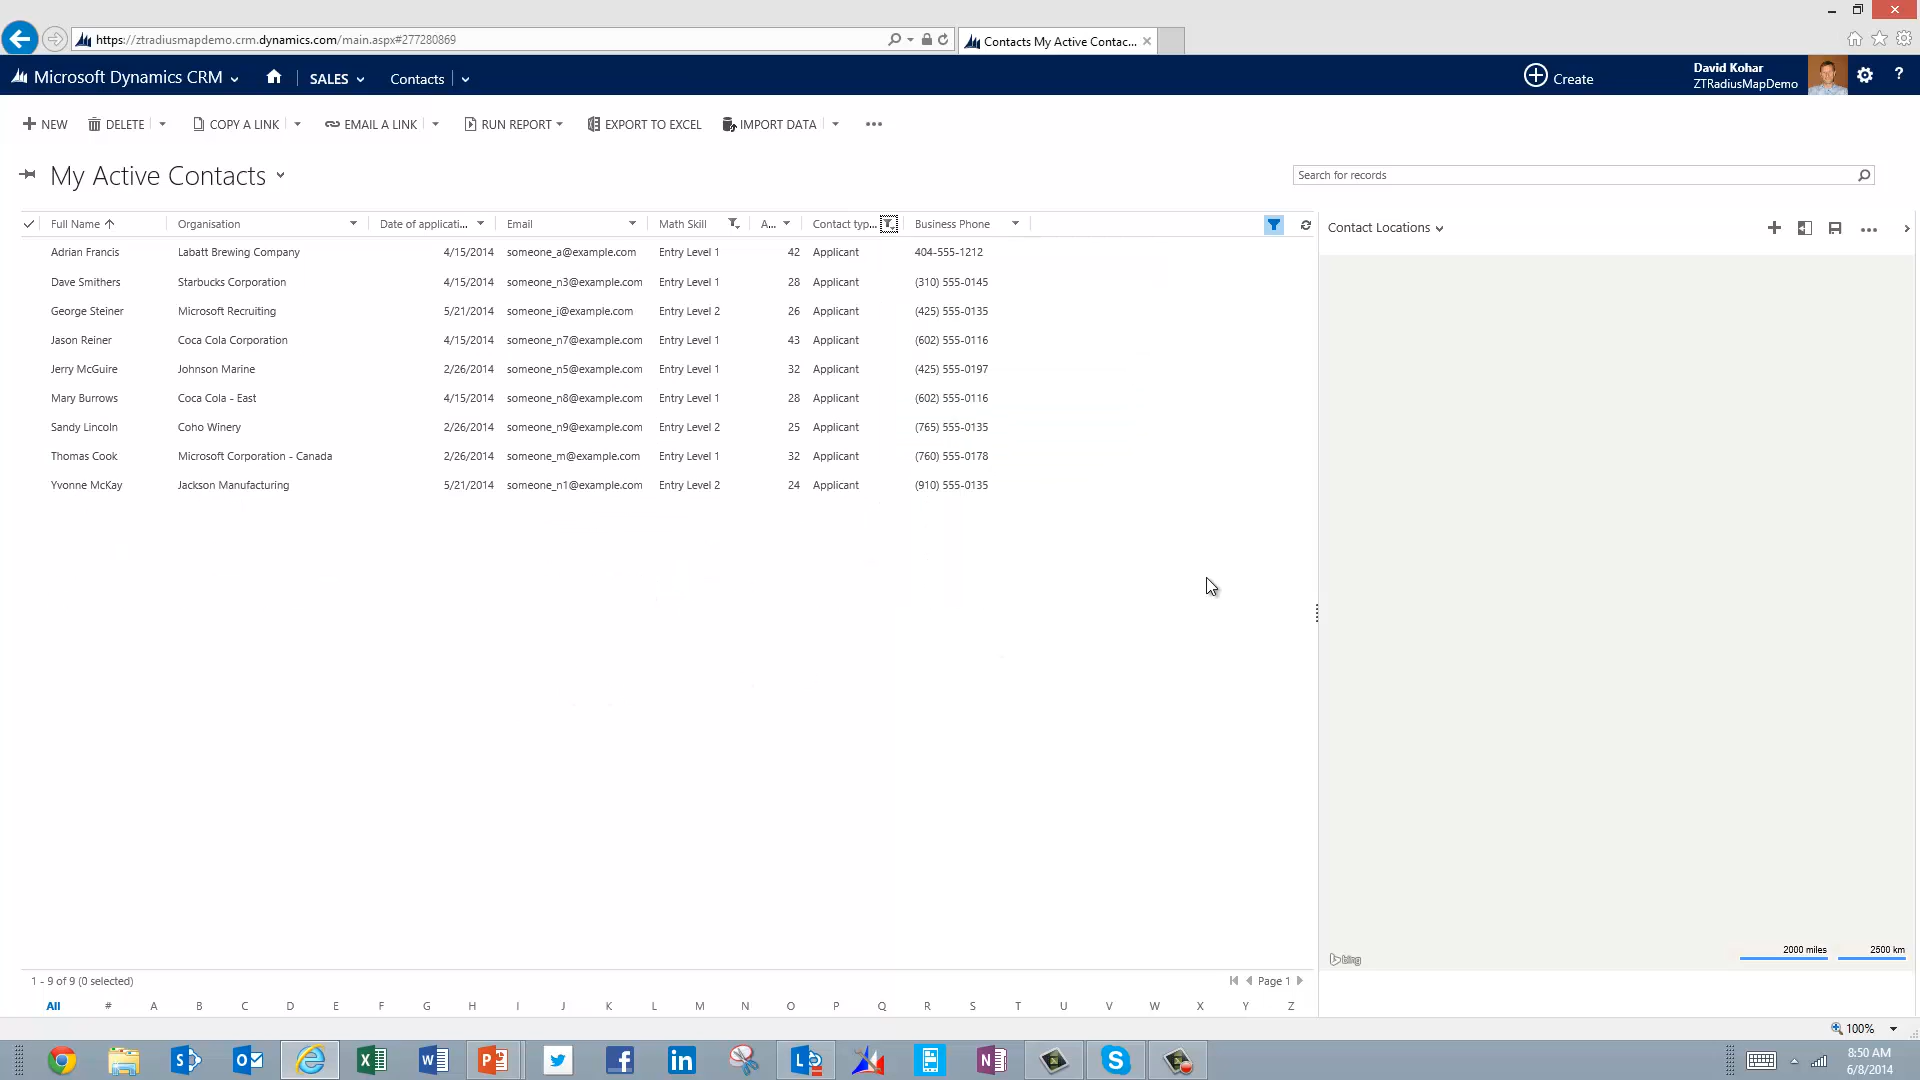 https://ztradiusmapdemo.crm.dynamics.com/main.aspx#277280869
Contacts My Active Contac...
Microsoft Dynamics CRM
SALES
Contacts
Create
David Kohar
ZTRadiusMapDemo
?
NEW
DELETE
COPY A LINK
EMAIL A LINK
RUN REPORT
EXPORT TO EXCEL
IMPORT DATA
My Active Contacts
Search for records
Full Name Organisation Date of applicati... Email Math Skill A... Contact typ... Business Phone
Adrian Francis Labatt Brewing Company 4/15/2014 someone_a@example.com Entry Level 1 42 Applicant 404-555-1212
Dave Smithers Starbucks Corporation 4/15/2014 someone_n3@example.com Entry Level 1 28 Applicant (310) 555-0145
George Steiner Microsoft Recruiting 5/21/2014 someone_i@example.com Entry Level 2 26 Applicant (425) 555-0135
Jason Reiner Coca Cola Corporation 4/15/2014 someone_n7@example.com Entry Level 1 43 Applicant (602) 555-0116
Jerry McGuire Johnson Marine 2/26/2014 someone_n5@example.com Entry Level 1 32 Applicant (425) 555-0197
Mary Burrows Coca Cola - East 4/15/2014 someone_n8@example.com Entry Level 1 28 Applicant (602) 555-0116
Sandy Lincoln Coho Winery 2/26/2014 someone_n9@example.com Entry Level 2 25 Applicant (765) 555-0135
Thomas Cook Microsoft Corporation - Canada 2/26/2014 someone_m@example.com Entry Level 1 32 Applicant (760) 555-0178
Yvonne McKay Jackson Manufacturing 5/21/2014 someone_n1@example.com Entry Level 2 24 Applicant (910) 555-0135
Contact Locations
bing
2000 miles 2500 km
1 - 9 of 9 (0 selected)
Page 1
All # A B C D E F G H I J K L M N O P Q R S T U V W X Y Z
100%
8:50 AM
6/8/2014